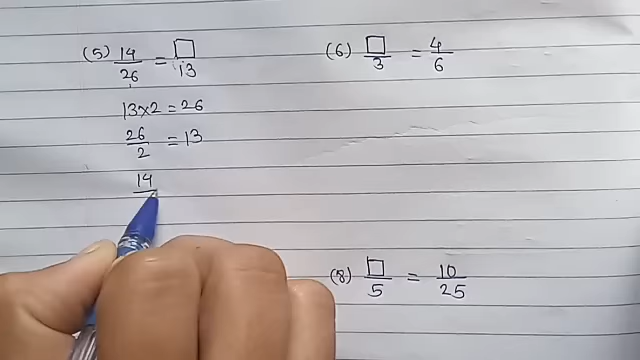 (5) 14/26 = □/13
13×2 = 26
26/2 = 13
14/
(6) □/3 = 4/6
(8) □/5 = 10/25